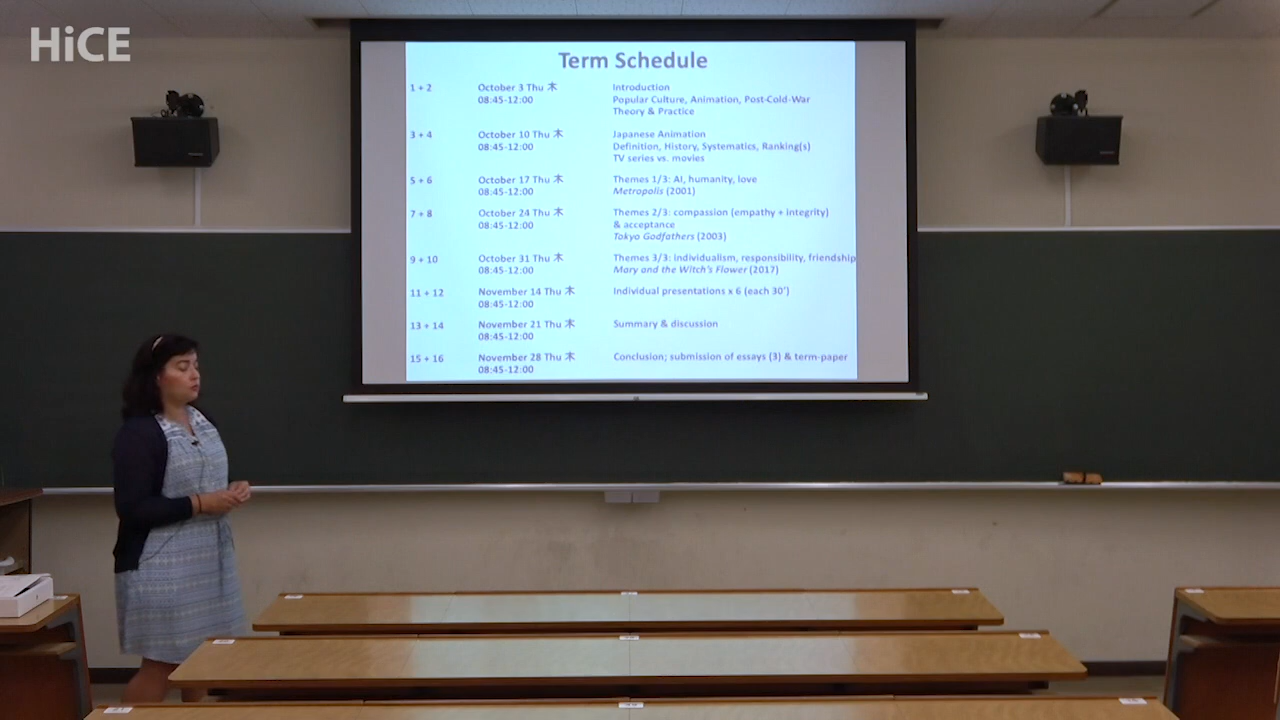 HiCE
Term Schedule
1 + 2 October 3 Thu 木 Introduction
08:45-12:00 Popular Culture, Animation, Post-Cold-War
Theory & Practice
3 + 4 October 10 Thu 木 Japanese Animation
08:45-12:00 Definition, History, Systematics, Ranking(s)
TV series vs. movies
5 + 6 October 17 Thu 木 Themes 1/3: AI, humanity, love
08:45-12:00 Metropolis (2001)
7 + 8 October 24 Thu 木 Themes 2/3: compassion (empathy + integrity)
08:45-12:00 & acceptance
Tokyo Godfathers (2003)
9 + 10 October 31 Thu 木 Themes 3/3: individualism, responsibility, friendship
08:45-12:00 Mary and the Witch's Flower (2017)
11 + 12 November 14 Thu 木 Individual presentations x 6 (each 30')
08:45-12:00
13 + 14 November 21 Thu 木 Summary & discussion
08:45-12:00
15 + 16 November 28 Thu 木 Conclusion; submission of essays (3) & term-paper
08:45-12:00